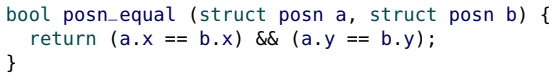 bool posn_equal (struct posn a, struct posn b) {
  return (a.x == b.x) && (a.y == b.y);
}